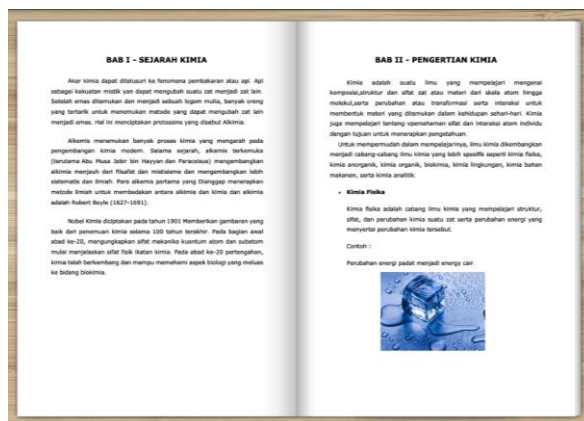 BAB I - SEJARAH KIMIA
Akar kimia dapat ditelusuri ke fenomena pembakaran atau api. Api
sebagai kekuatan mistik yan dapat mengubah suatu zat menjadi zat lain.
Setelah emas ditemukan dan menjadi sebuah logam mulia, banyak orang
yang tertarik untuk menemukan metode yang dapat mengubah zat lain
menjadi emas. Hal ini menciptakan protosains yang disebut Alkimia.
Alkemis menemukan banyak proses kimia yang mengarah pada
pengembangan kimia modern. Selama sejarah, alkemis terkemuka
(terutama Abu Musa Jabir bin Hayyan dan Paracelsus) mengembangkan
alkimia menjauh dari filsafat dan mistisisme dan mengembangkan lebih
sistematis dan ilmiah. Para alkemis pertama yang Dianggap menerapkan
metode ilmiah untuk membedakan antara alkimia dan kimia dan alkimia
adalah Robert Boyle (1627-1691).
Nobel Kimia diciptakan pada tahun 1901 Memberikan gambaran yang
baik dari penemuan kimia selama 100 tahun terakhir. Pada bagian awal
abad ke-20, mengungkapkan sifat mekanika kuantum atom dan subatom
mulai menjelaskan sifat fisik ikatan kimia. Pada abad ke-20 pertengahan,
kimia telah berkembang dan mampu memahami aspek biologi yang meluas
ke bidang biokimia.
BAB II - PENGERTIAN KIMIA
Kimia adalah suatu ilmu yang mempelajari mengenai
komposisi,struktur dan sifat zat atau materi dari skala atom hingga
molekul,serta perubahan atau transformasi serta interaksi untuk
membentuk materi yang ditemukan dalam kehidupan sehari-hari. Kimia
juga mempelajari tentang vpemahaman sifat dan interaksi atom individu
dengan tujuan untuk menerapkan pengetahuan.
Untuk mempermudah dalam mempelajarinya, ilmu kimia dikembangkan
menjadi cabang-cabang ilmu kimia yang lebih spesifik seperti kimia fisika,
kimia anorganik, kimia organik, biokimia, kimia lingkungan, kimia bahan
makanan, serta kimia analitik.
• Kimia Fisika
Kimia fisika adalah cabang ilmu kimia yang mempelajari struktur,
sifat, dan perubahan kimia suatu zat serta perubahan energi yang
menyertai perubahan kimia tersebut.
Contoh :
Perubahan energi padat menjadi energy cair